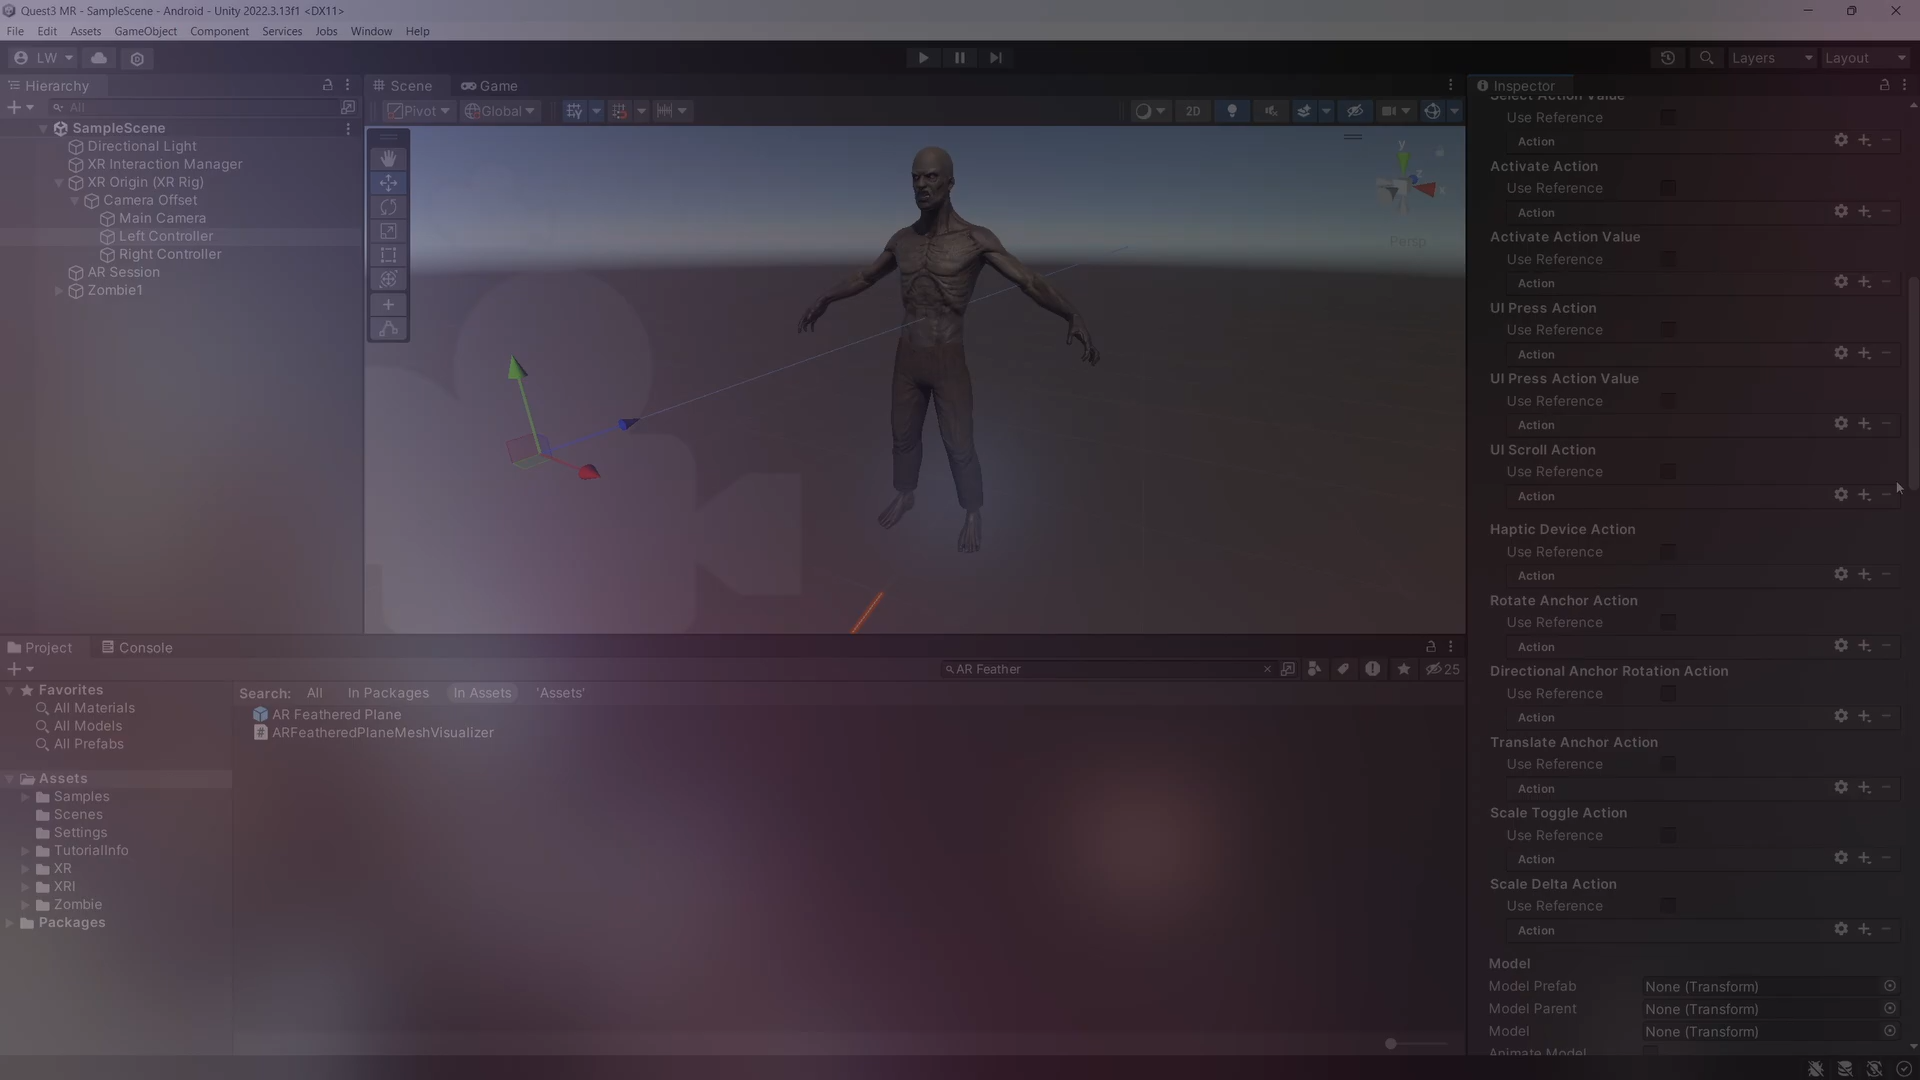 Quest3 MR - SampleScene - Android - Unity 2022.3.13f1 <DX11>
File Edit Assets GameObject Component Services Jobs Window Help
LW
Layers
Layout
Hierarchy
All
SampleScene
Directional Light
XR Interaction Manager
XR Origin (XR Rig)
Camera Offset
Main Camera
Left Controller
Right Controller
AR Session
Zombie1
Scene
Game
Pivot
Global
2D
y
x
z
Persp
Inspector
Select Action Value
Use Reference
Action
Activate Action
Use Reference
Action
Activate Action Value
Use Reference
Action
UI Press Action
Use Reference
Action
UI Press Action Value
Use Reference
Action
UI Scroll Action
Use Reference
Action
Haptic Device Action
Use Reference
Action
Rotate Anchor Action
Use Reference
Action
Directional Anchor Rotation Action
Use Reference
Action
Translate Anchor Action
Use Reference
Action
Scale Toggle Action
Use Reference
Action
Scale Delta Action
Use Reference
Action
Model
Model Prefab None (Transform)
Model Parent None (Transform)
Model None (Transform)
Animate Model
Project
Console
AR Feather
25
Favorites
All Materials
All Models
All Prefabs
Assets
Samples
Scenes
Settings
TutorialInfo
XR
XRI
Zombie
Packages
Search: All In Packages In Assets 'Assets'
AR Feathered Plane
ARFeatheredPlaneMeshVisualizer